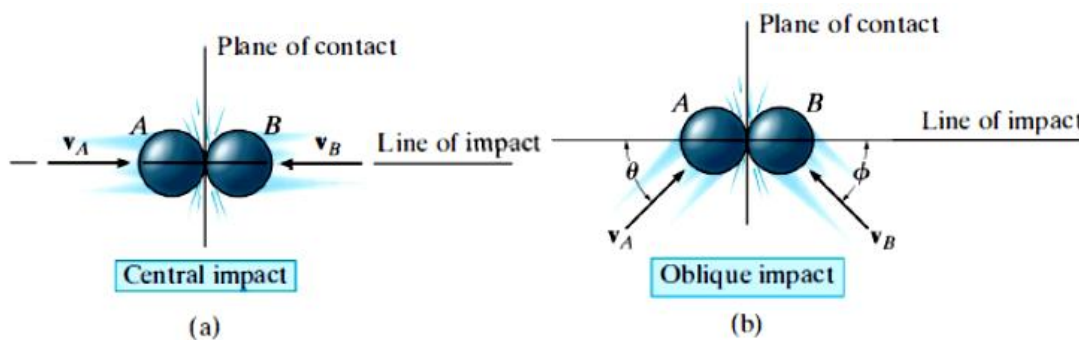 Plane of contact
A
B
v_A
v_B
Line of impact
Central impact
(a)
Plane of contact
A
B
Line of impact
θ
ϕ
v_A
v_B
Oblique impact
(b)